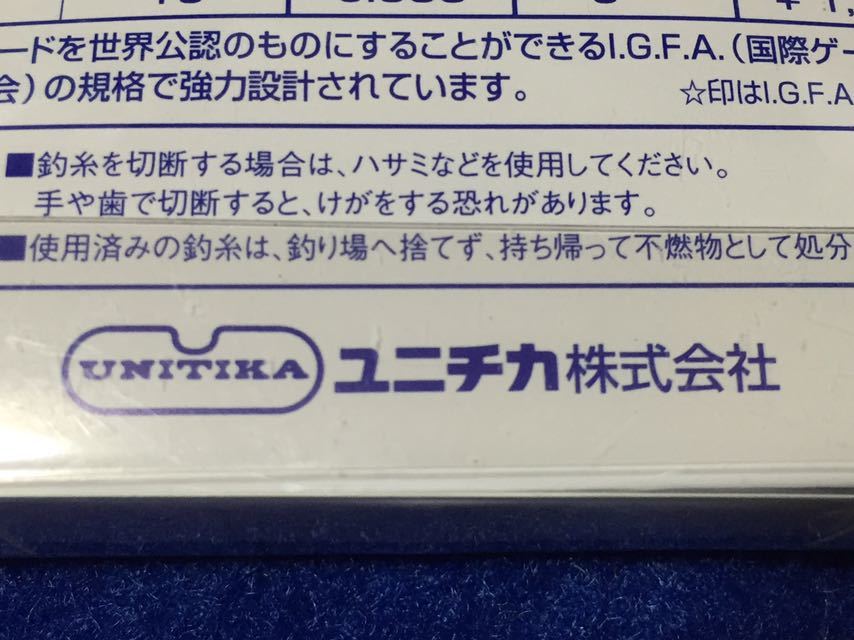 ードを世界公認のものにすることができるI.G.F.A.(国際ゲー
会)の規格で強力設計されています。 ☆印はI.G.F.A
■釣糸を切断する場合は、ハサミなどを使用してください。
手や歯で切断すると、けがをする恐れがあります。
■使用済みの釣糸は、釣り場へ捨てず、持ち帰って不燃物として処分
UNITIKA ユニチカ株式会社